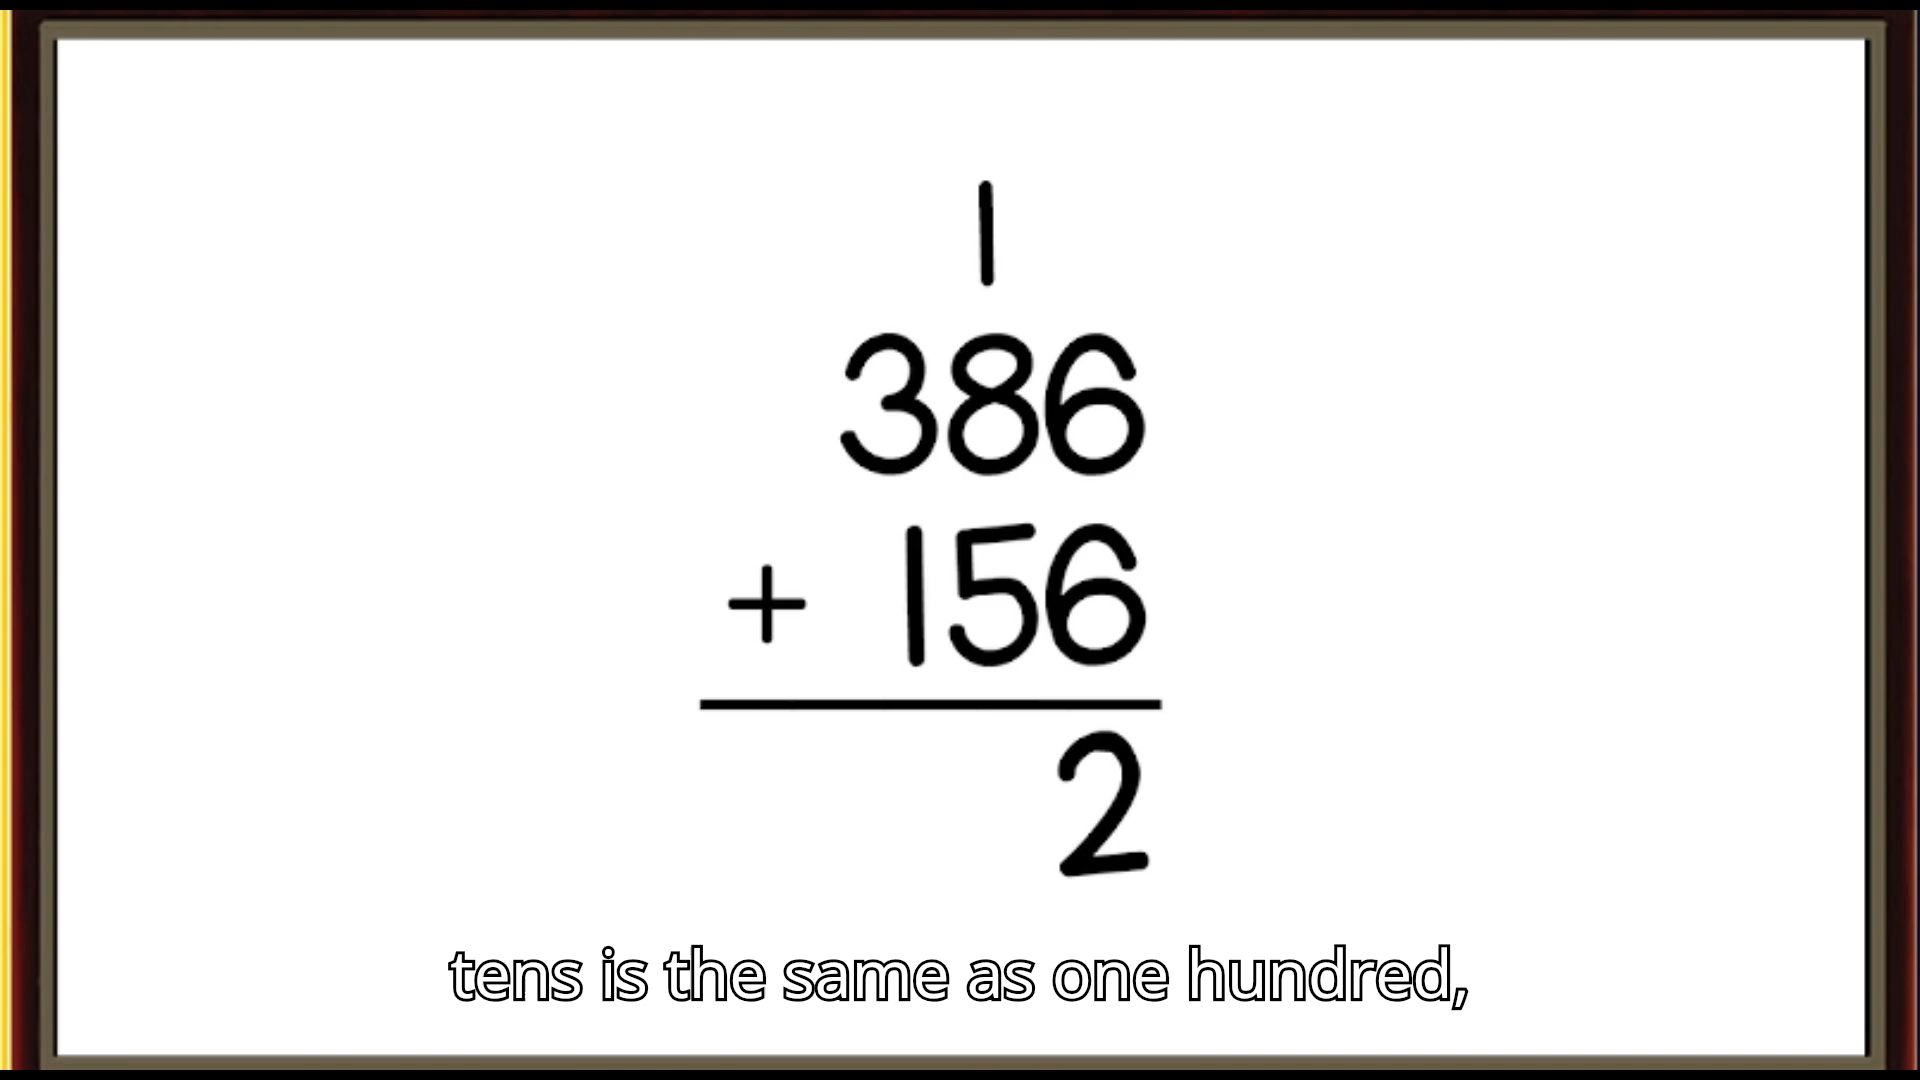 1
386
+ 156
2
tens is the same as one hundred,